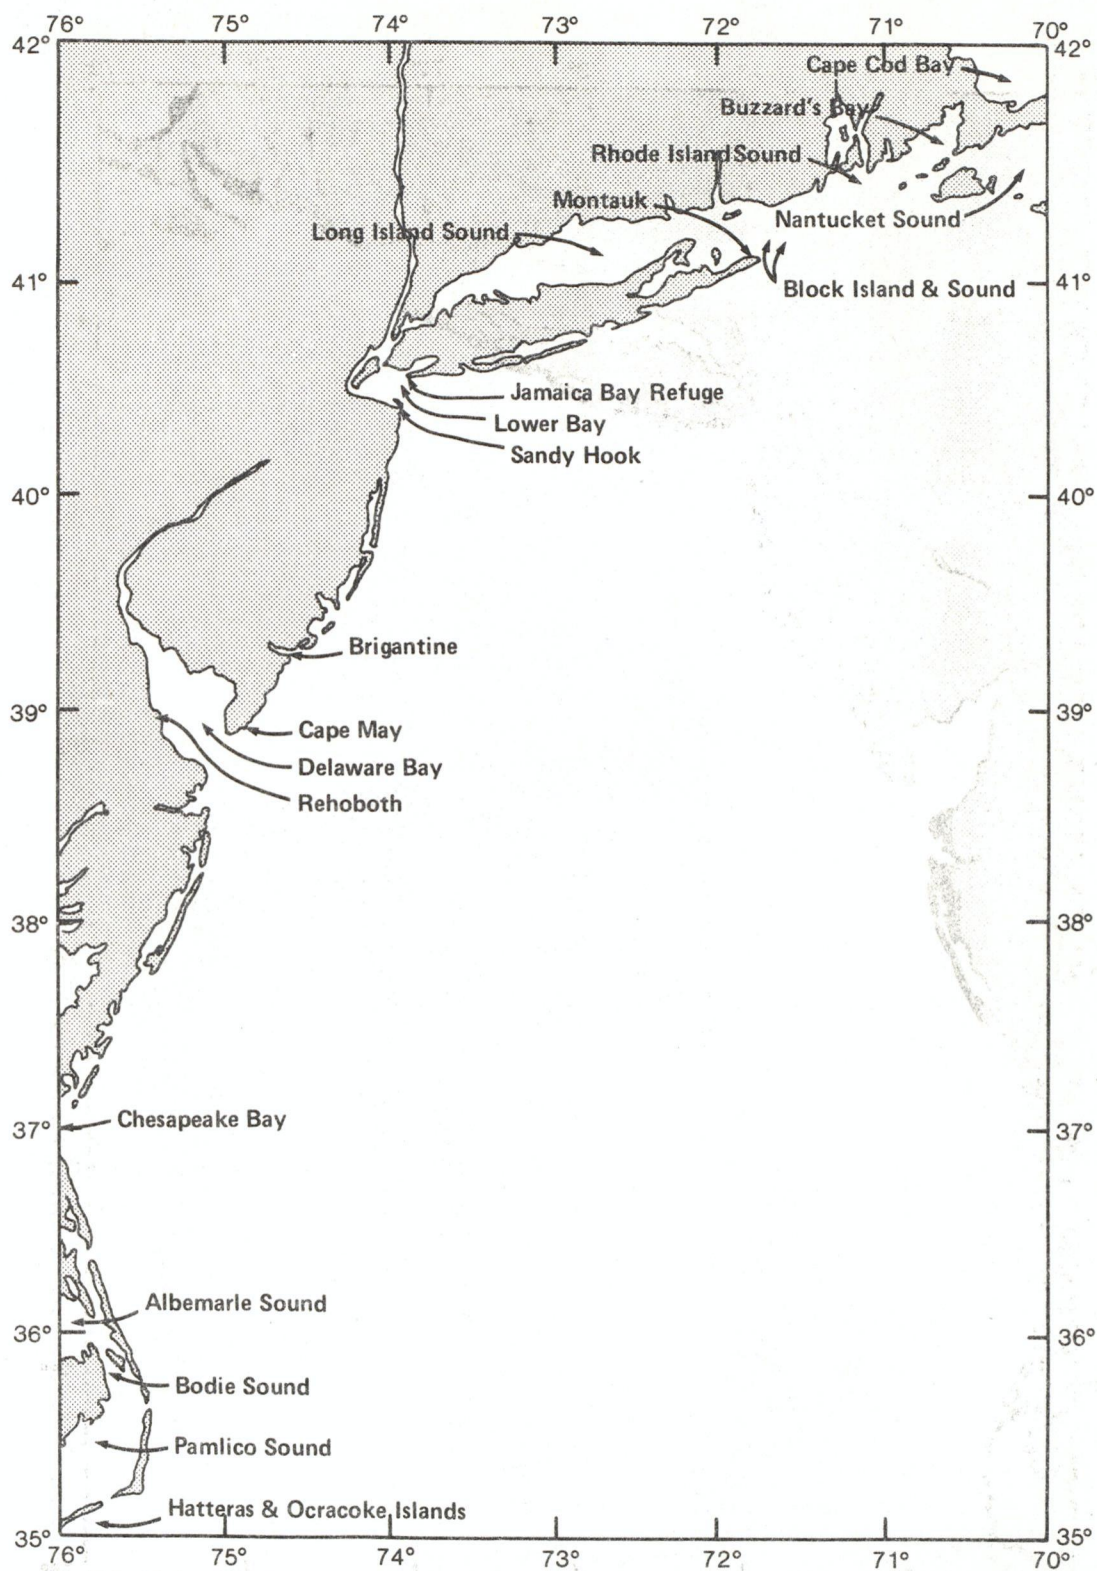 76° 75° 74° 73° 72° 71° 70°
42° 42°
Cape Cod Bay
Buzzard's Bay
Rhode Island Sound
Montauk
Nantucket Sound
Long Island Sound
41° 41°
Block Island & Sound
Jamaica Bay Refuge
Lower Bay
Sandy Hook
40° 40°
Brigantine
39° 39°
Cape May
Delaware Bay
Rehoboth
38° 38°
Chesapeake Bay
37° 37°
Albemarle Sound
36° 36°
Bodie Sound
Pamlico Sound
Hatteras & Ocracoke Islands
35° 35°
76° 75° 74° 73° 72° 71° 70°